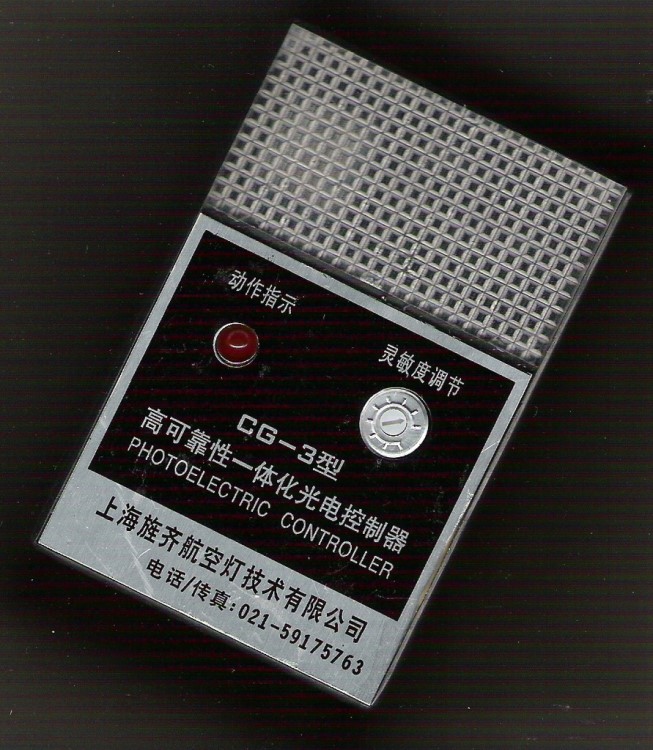 动作指示
灵敏度调节
CG-3型
高可靠性一体化光电控制器
PHOTOELECTRIC CONTROLLER
上海旌齐航空灯技术有限公司
电话/传真:021-59175763